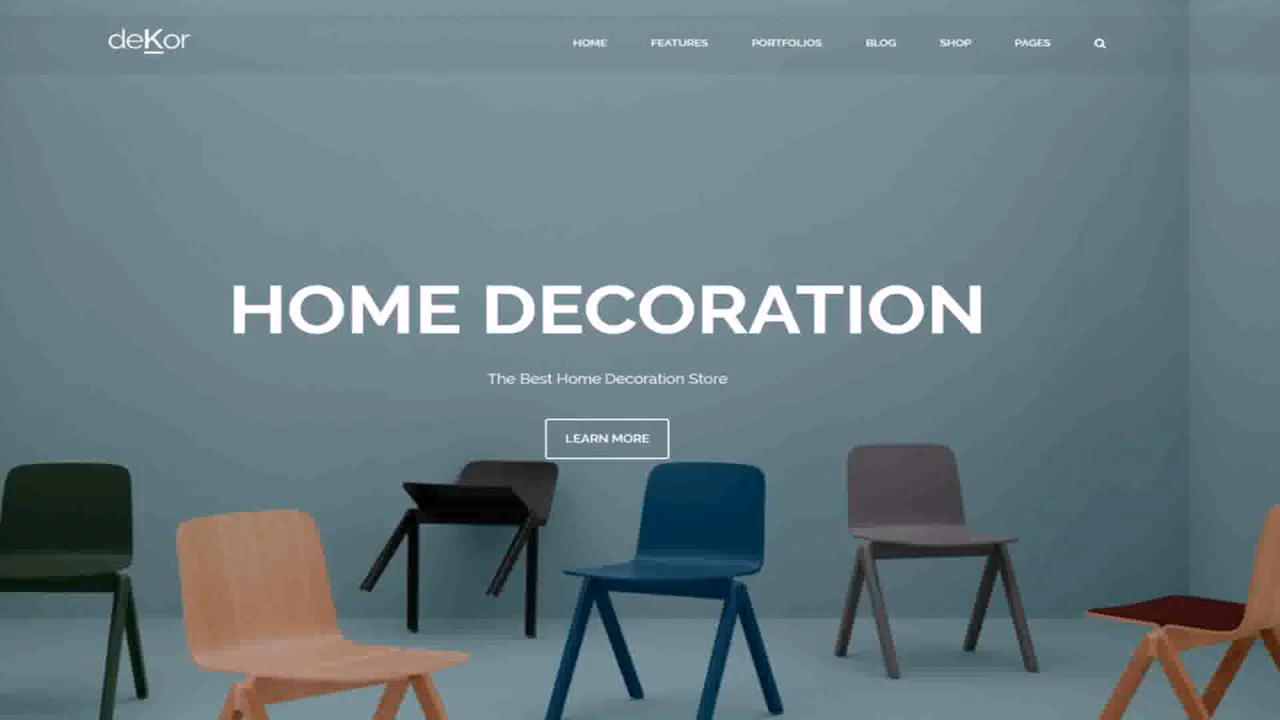 deKor
HOME FEATURES PORTFOLIOS BLOG SHOP PAGES
HOME DECORATION
The Best Home Decoration Store
LEARN MORE